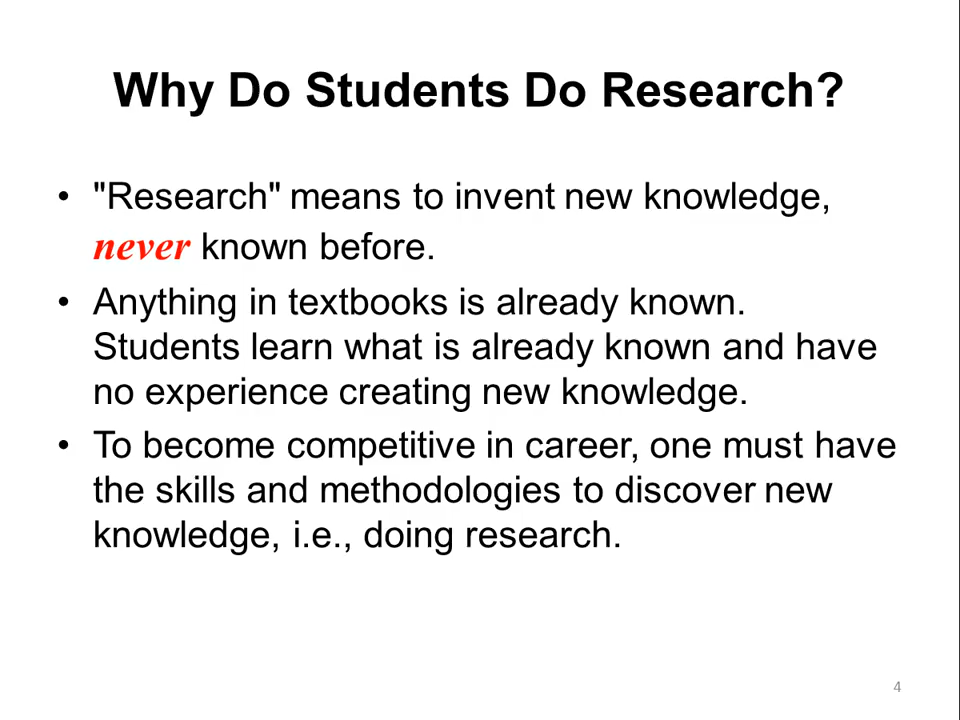 Why Do Students Do Research?
• "Research" means to invent new knowledge,
never known before.
• Anything in textbooks is already known.
Students learn what is already known and have
no experience creating new knowledge.
• To become competitive in career, one must have
the skills and methodologies to discover new
knowledge, i.e., doing research.
4